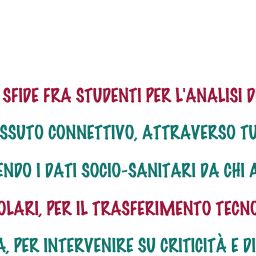 SFIDE FRA STUDENTI PER L'ANALISI D
SSUTO CONNETTIVO, ATTRAVERSO TU
ENDO I DATI SOCIO-SANITARI DA CHI A
OLARI, PER IL TRASFERIMENTO TECNO
A, PER INTERVENIRE SU CRITICITÀ E DI